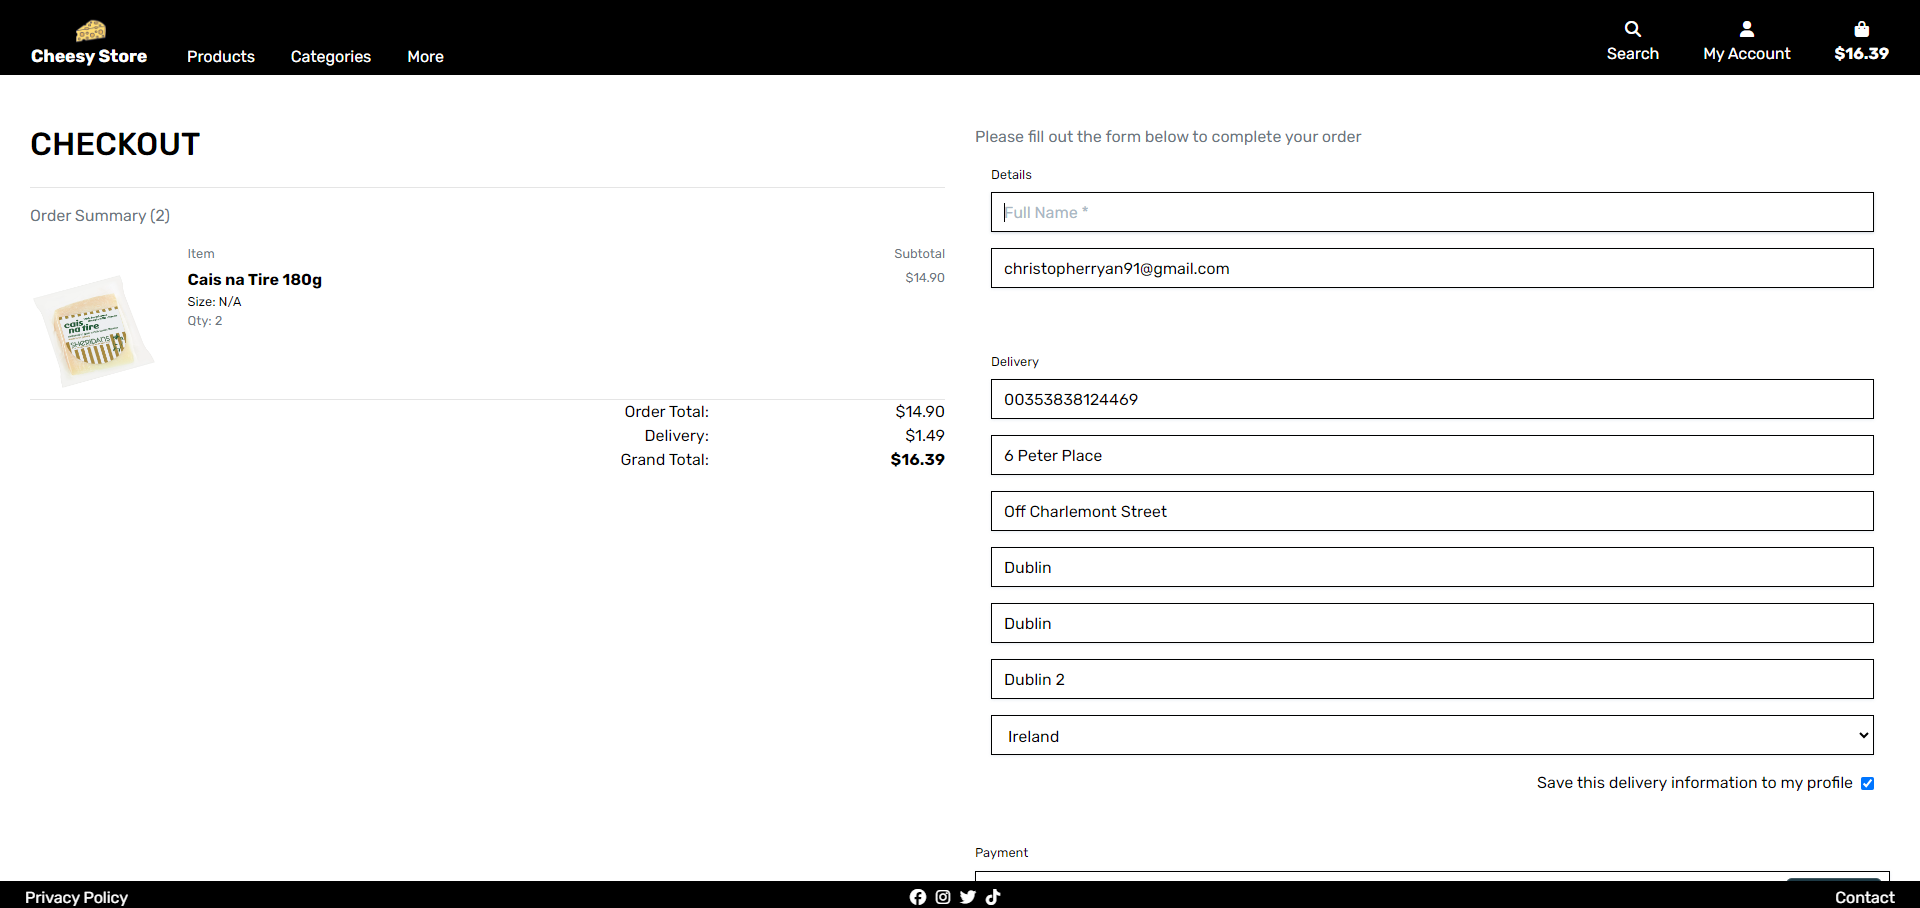 Cheesy Store
Products
Categories
More
Search
My Account
$16.39
CHECKOUT
Order Summary (2)
Item
Subtotal
Cais na Tire 180g
$14.90
Size: N/A
Qty: 2
cais
na tire
SHERIDANS
Order Total:
$14.90
Delivery:
$1.49
Grand Total:
$16.39
Please fill out the form below to complete your order
Details
Full Name *
christopherryan91@gmail.com
Delivery
00353838124469
6 Peter Place
Off Charlemont Street
Dublin
Dublin
Dublin 2
Ireland
Save this delivery information to my profile
Payment
Privacy Policy
Contact